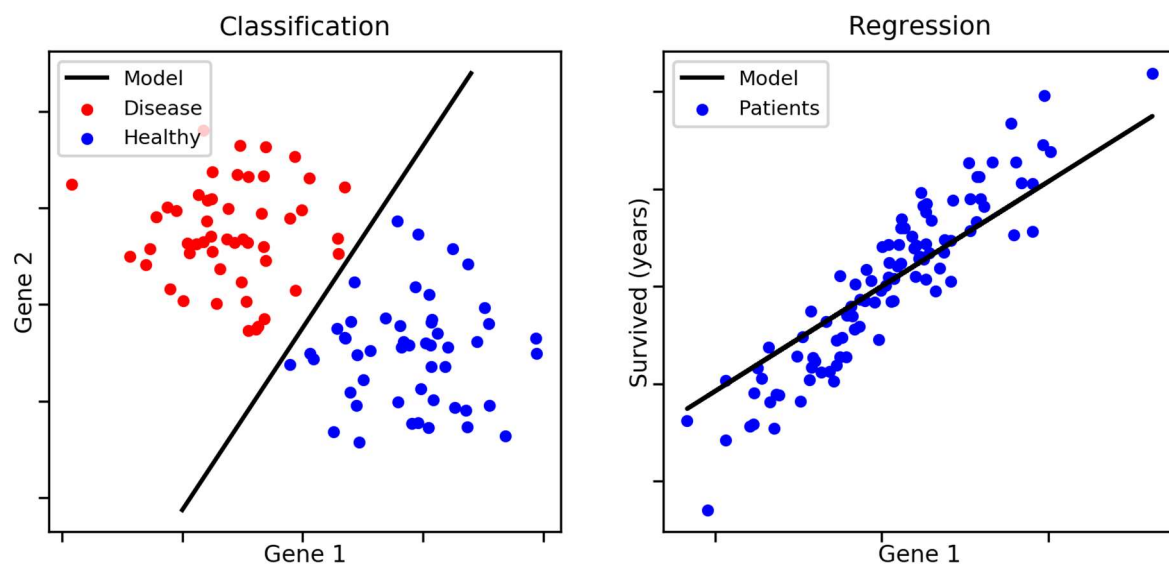 Classification
Model
Disease
Healthy
Gene 2
Gene 1
Regression
Model
Patients
Survived (years)
Gene 1